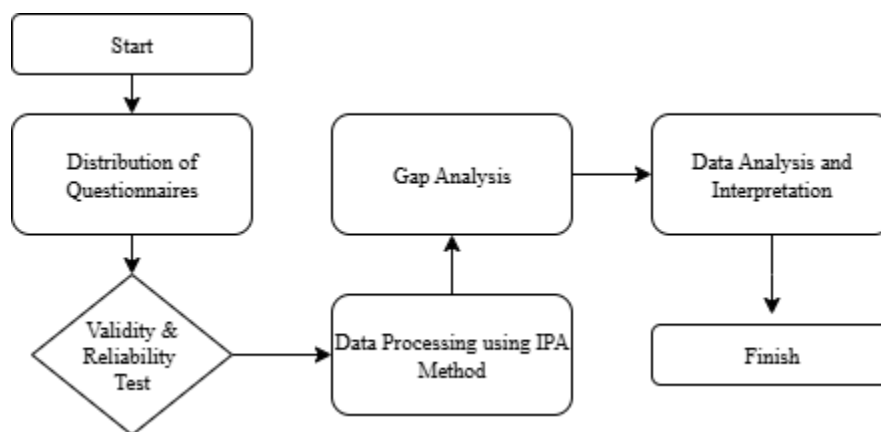 Start
Distribution of
Questionnaires
Validity &
Reliability
Test
Data Processing using IPA
Method
Gap Analysis
Data Analysis and
Interpretation
Finish